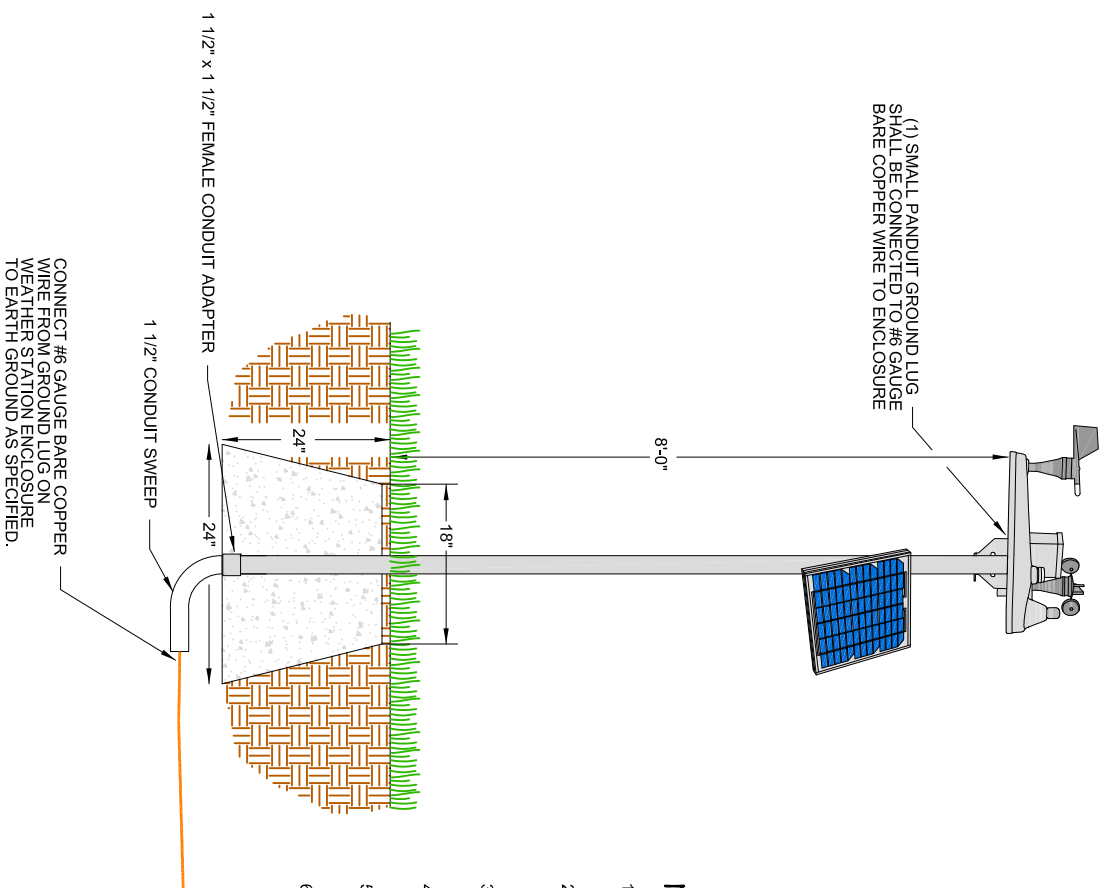 (1) SMALL PANDUIT GROUND LUG
SHALL BE CONNECTED TO #6 GAUGE
BARE COPPER WIRE TO ENCLOSURE
8'-0"
18"
24"
24"
1 1/2" x 1 1/2" FEMALE CONDUIT ADAPTER
1 1/2" CONDUIT SWEEP
CONNECT #6 GAUGE BARE COPPER
WIRE FROM GROUND LUG ON
WEATHER STATION ENCLOSURE
TO EARTH GROUND AS SPECIFIED.